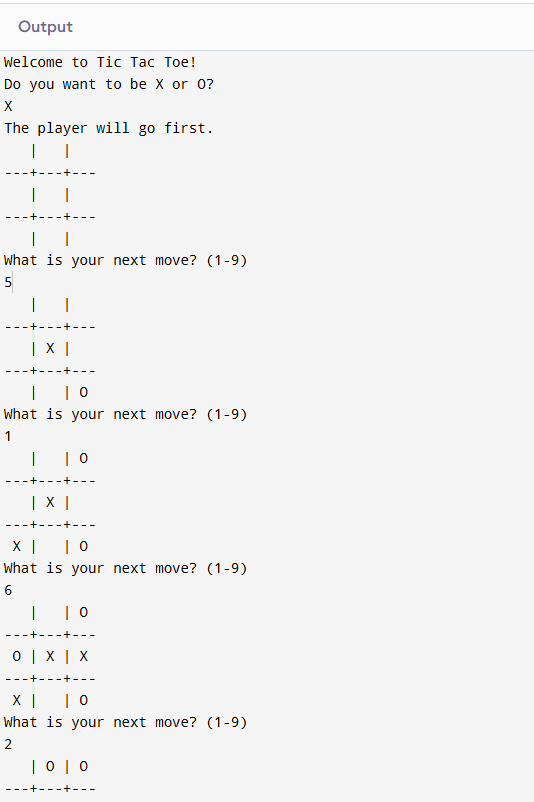 Output
Welcome to Tic Tac Toe!
Do you want to be X or O?
X
The player will go first.
   |   |
---+---+---
   |   |
---+---+---
   |   |
What is your next move? (1-9)
5
   |   |
---+---+---
   | X |
---+---+---
   |   | O
What is your next move? (1-9)
1
   |   | O
---+---+---
   | X |
---+---+---
 X |   | O
What is your next move? (1-9)
6
   |   | O
---+---+---
 O | X | X
---+---+---
 X |   | O
What is your next move? (1-9)
2
   | O | O
---+---+---